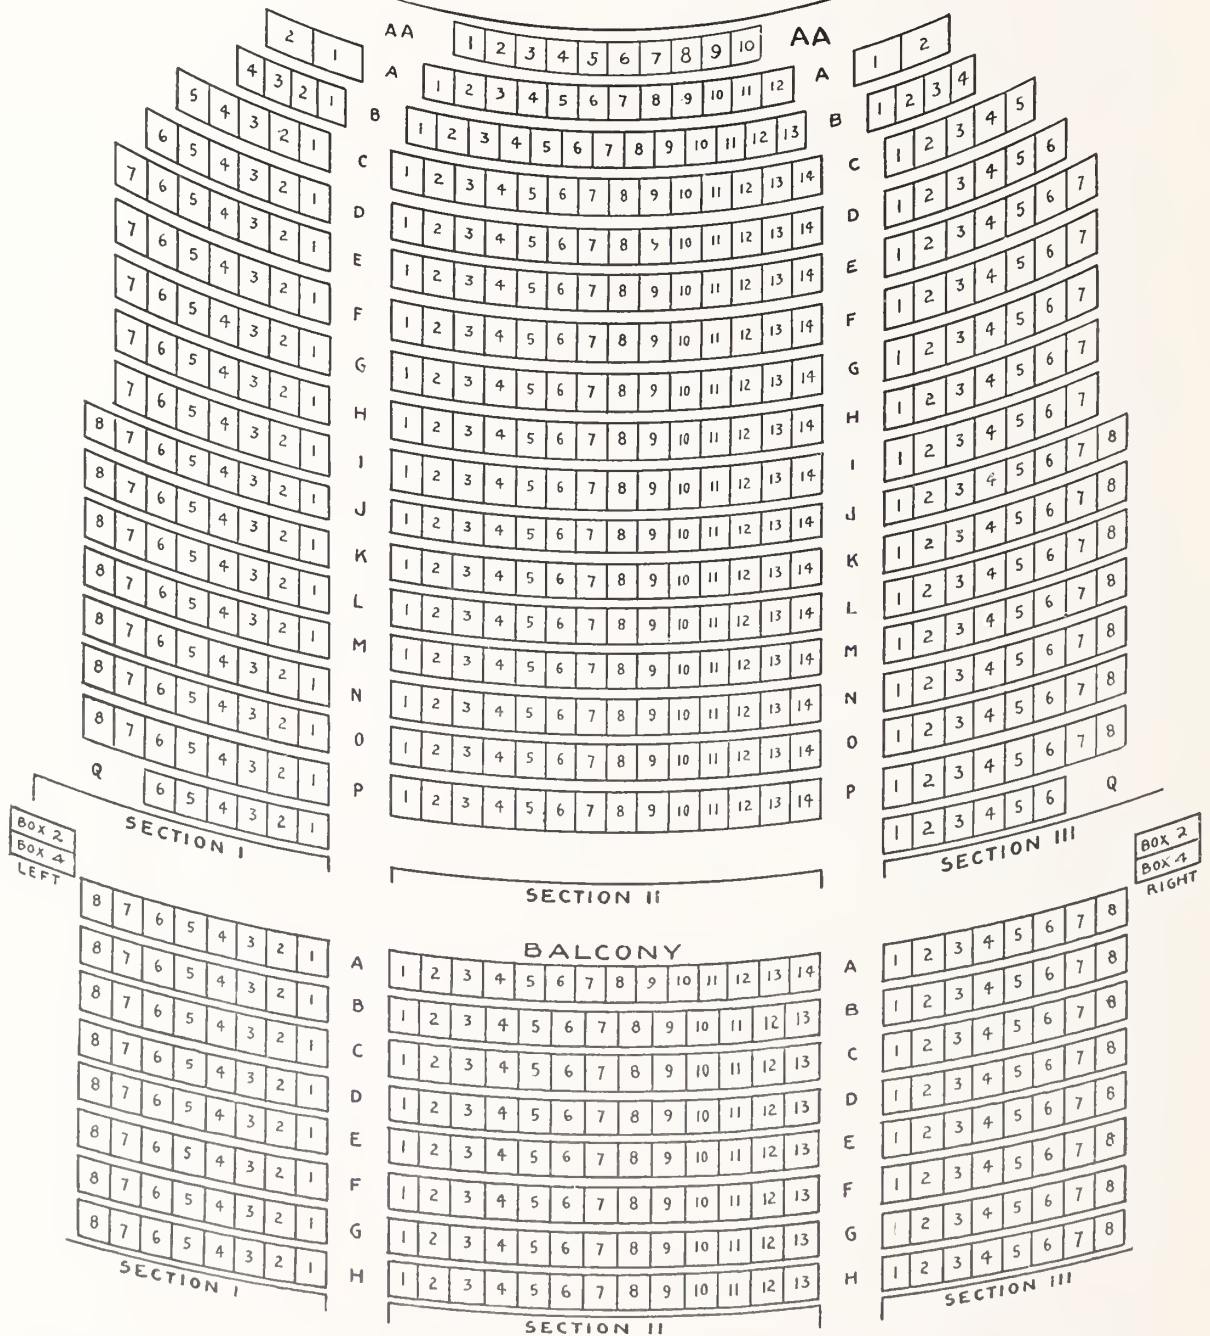 2 1 AA 1 2 3 4 5 6 7 8 9 10 AA 1 2
4 3 2 1 A 1 2 3 4 5 6 7 8 9 10 11 12 A 1 2 3 4
5 4 3 2 1 B 1 2 3 4 5 6 7 8 9 10 11 12 13 B 1 2 3 4 5
6 5 4 3 2 1 C 1 2 3 4 5 6 7 8 9 10 11 12 13 14 C 1 2 3 4 5 6
7 6 5 4 3 2 1 D 1 2 3 4 5 6 7 8 9 10 11 12 13 14 D 1 2 3 4 5 6 7
7 6 5 4 3 2 1 E 1 2 3 4 5 6 7 8 9 10 11 12 13 14 E 1 2 3 4 5 6 7
7 6 5 4 3 2 1 F 1 2 3 4 5 6 7 8 9 10 11 12 13 14 F 1 2 3 4 5 6 7
7 6 5 4 3 2 1 G 1 2 3 4 5 6 7 8 9 10 11 12 13 14 G 1 2 3 4 5 6 7
7 6 5 4 3 2 1 H 1 2 3 4 5 6 7 8 9 10 11 12 13 14 H 1 2 3 4 5 6 7
8 7 6 5 4 3 2 1 I 1 2 3 4 5 6 7 8 9 10 11 12 13 14 I 1 2 3 4 5 6 7 8
8 7 6 5 4 3 2 1 J 1 2 3 4 5 6 7 8 9 10 11 12 13 14 J 1 2 3 4 5 6 7 8
8 7 6 5 4 3 2 1 K 1 2 3 4 5 6 7 8 9 10 11 12 13 14 K 1 2 3 4 5 6 7 8
8 7 6 5 4 3 2 1 L 1 2 3 4 5 6 7 8 9 10 11 12 13 14 L 1 2 3 4 5 6 7 8
8 7 6 5 4 3 2 1 M 1 2 3 4 5 6 7 8 9 10 11 12 13 14 M 1 2 3 4 5 6 7 8
8 7 6 5 4 3 2 1 N 1 2 3 4 5 6 7 8 9 10 11 12 13 14 N 1 2 3 4 5 6 7 8
8 7 6 5 4 3 2 1 O 1 2 3 4 5 6 7 8 9 10 11 12 13 14 O 1 2 3 4 5 6 7 8
Q 6 5 4 3 2 1 P 1 2 3 4 5 6 7 8 9 10 11 12 13 14 P 1 2 3 4 5 6 Q
SECTION I
SECTION II
SECTION III
BOX 2
BOX 4
LEFT
BOX 2
BOX 4
RIGHT
BALCONY
8 7 6 5 4 3 2 1 A 1 2 3 4 5 6 7 8 9 10 11 12 13 14 A 1 2 3 4 5 6 7 8
8 7 6 5 4 3 2 1 B 1 2 3 4 5 6 7 8 9 10 11 12 13 B 1 2 3 4 5 6 7 8
8 7 6 5 4 3 2 1 C 1 2 3 4 5 6 7 8 9 10 11 12 13 C 1 2 3 4 5 6 7 8
8 7 6 5 4 3 2 1 D 1 2 3 4 5 6 7 8 9 10 11 12 13 D 1 2 3 4 5 6 7 8
8 7 6 5 4 3 2 1 E 1 2 3 4 5 6 7 8 9 10 11 12 13 E 1 2 3 4 5 6 7 8
8 7 6 5 4 3 2 1 F 1 2 3 4 5 6 7 8 9 10 11 12 13 F 1 2 3 4 5 6 7 8
8 7 6 5 4 3 2 1 G 1 2 3 4 5 6 7 8 9 10 11 12 13 G 1 2 3 4 5 6 7 8
8 7 6 5 4 3 2 1 H 1 2 3 4 5 6 7 8 9 10 11 12 13 H 1 2 3 4 5 6 7 8
SECTION I
SECTION II
SECTION III